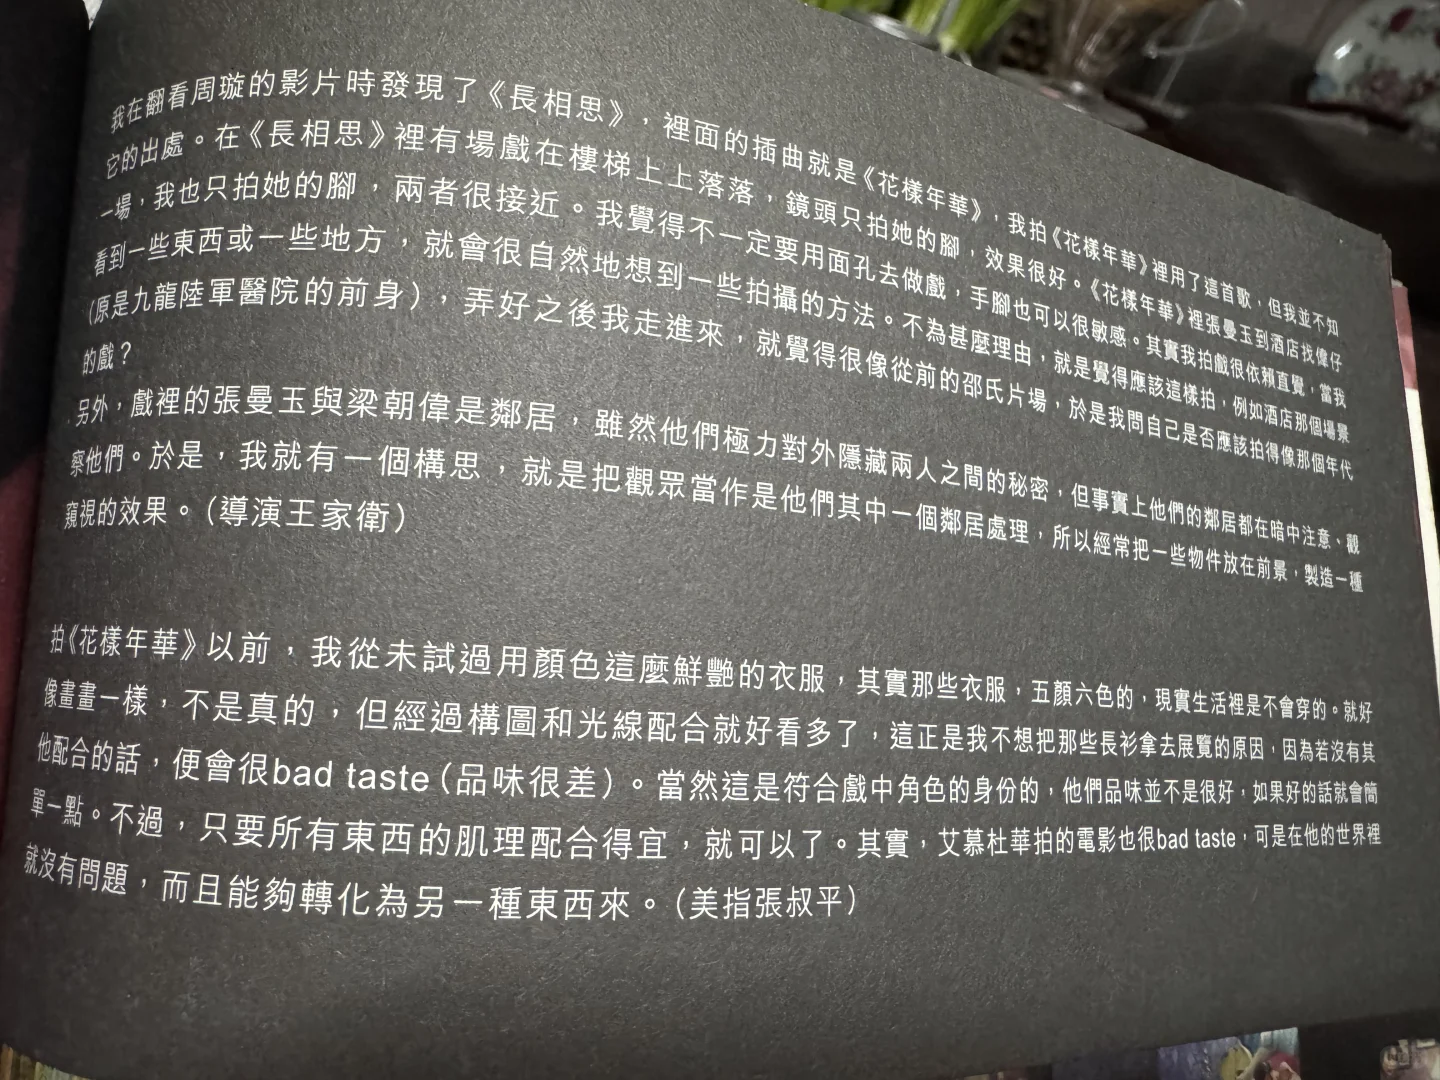 我在翻看周璇的影片時發現了《長相思》，裡面的插曲就是《花樣年華》，我拍《花樣年華》裡用了這首歌，但我並不知
它的出處。在《長相思》裡有場戲在樓梯上上落落，鏡頭只拍她的腳，效果很好。《花樣年華》裡張曼玉到酒店找偉仔
一場，我也只拍她的腳，兩者很接近。我覺得不一定要用面孔去做戲，手腳也可以很敏感。其實我拍戲很依賴直覺，當我
看到一些東西或一些地方，就會很自然地想到一些拍攝的方法。不為甚麼理由，就是覺得應該這樣拍，例如酒店那個場景
（原是九龍陸軍醫院的前身），弄好之後我走進來，就覺得很像從前的邵氏片場，於是我問自己是否應該拍得像那個年代
的戲？
另外，戲裡的張曼玉與梁朝偉是鄰居，雖然他們極力對外隱藏兩人之間的秘密，但事實上他們的鄰居都在暗中注意、觀
察他們。於是，我就有一個構思，就是把觀眾當作是他們其中一個鄰居處理，所以經常把一些物件放在前景，製造一種
窺視的效果。（導演王家衛）
拍《花樣年華》以前，我從未試過用顏色這麼鮮艷的衣服，其實那些衣服，五顏六色的，現實生活裡是不會穿的。就好
像畫畫一樣，不是真的，但經過構圖和光線配合就好看多了，這正是我不想把那些長衫拿去展覽的原因，因為若沒有其
他配合的話，便會很bad taste（品味很差）。當然這是符合戲中角色的身份的，他們品味並不是很好，如果好的話就會簡
單一點。不過，只要所有東西的肌理配合得宜，就可以了。其實，艾慕杜華拍的電影也很bad taste，可是在他的世界裡
就沒有問題，而且能夠轉化為另一種東西來。（美指張叔平）